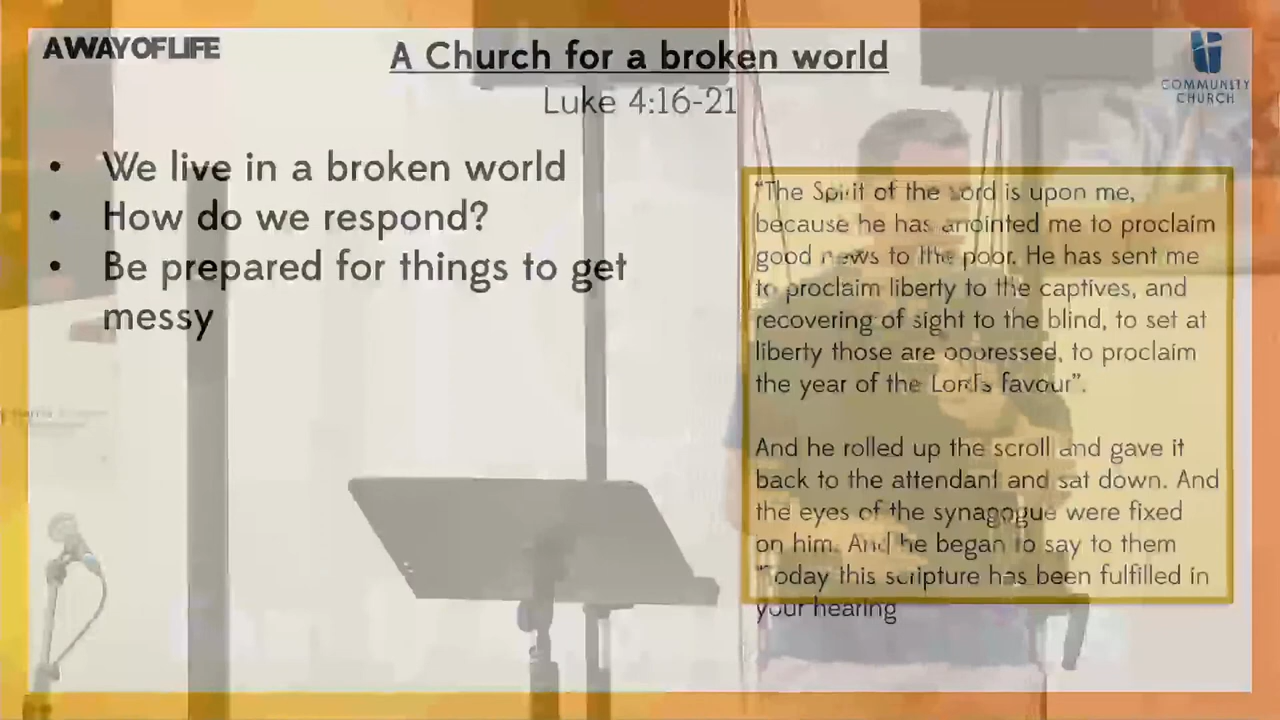 A WAY OF LIFE
A Church for a broken world
Luke 4:16-21
COMMUNITY
CHURCH
• We live in a broken world
• How do we respond?
• Be prepared for things to get
messy
“The Spirit of the Lord is upon me,
because he has anointed me to proclaim
good news to the poor. He has sent me
to proclaim liberty to the captives, and
recovering of sight to the blind, to set at
liberty those are oppressed, to proclaim
the year of the Lord's favour”.
And he rolled up the scroll and gave it
back to the attendant and sat down. And
the eyes of the synagogue were fixed
on him. And he began to say to them
“Today this scripture has been fulfilled in
your hearing